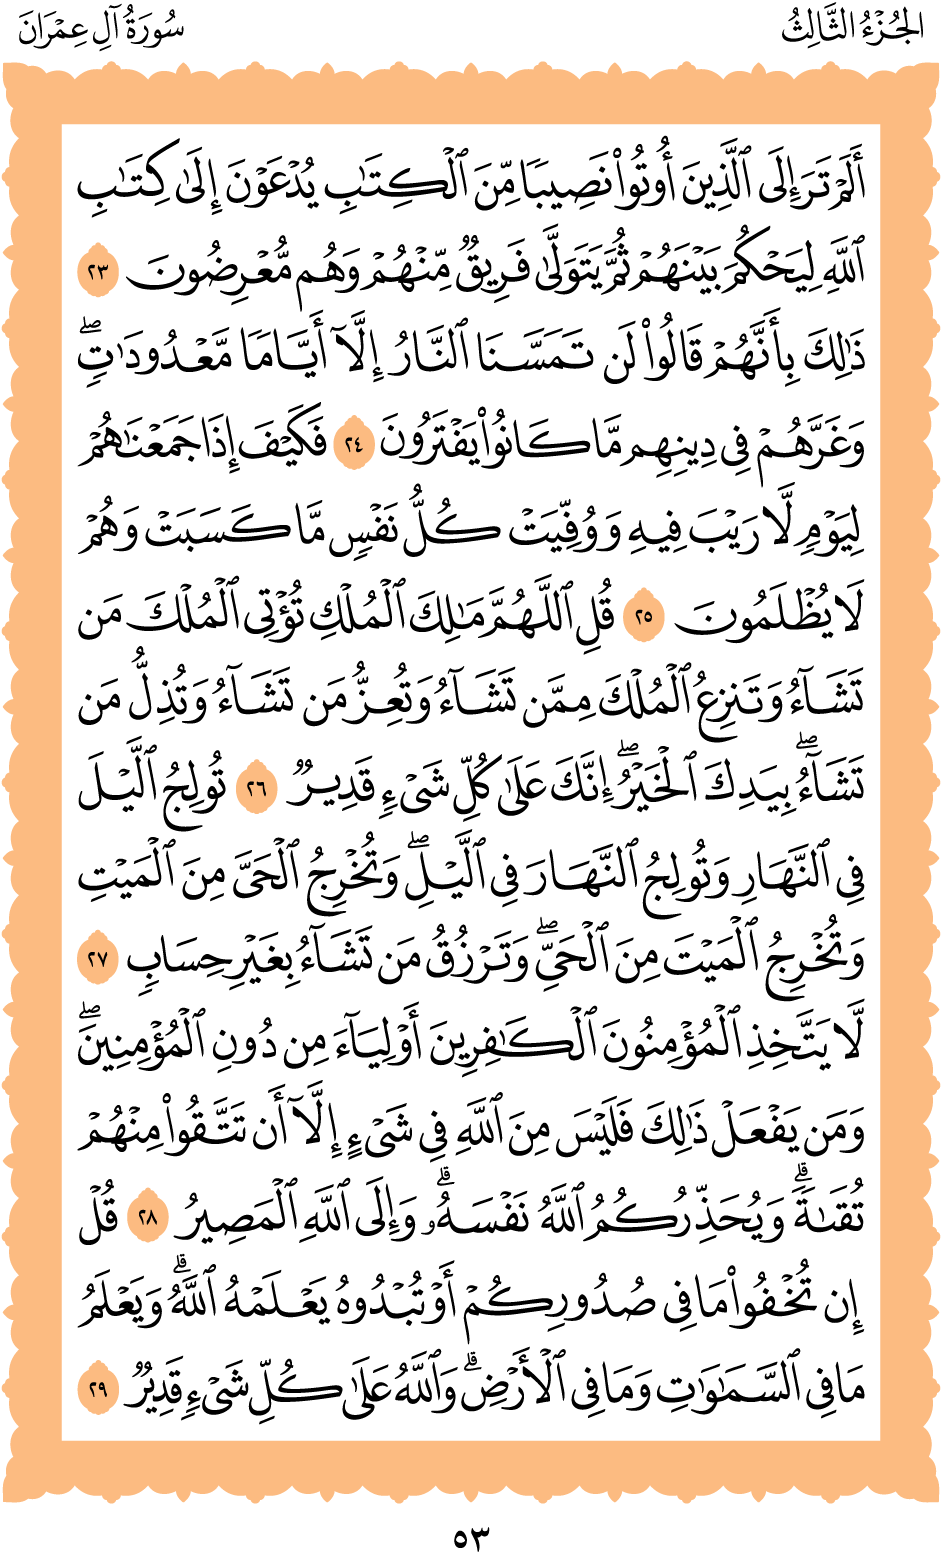 الجُزْءُ الثَّالِثُ
سُورَةُ آلِ عِمْرَانَ
أَلَمْ تَرَ إِلَى ٱلَّذِينَ أُوتُوا۟ نَصِيبًا مِّنَ ٱلْكِتَـٰبِ يُدْعَوْنَ إِلَىٰ كِتَـٰبِ
ٱللَّهِ لِيَحْكُمَ بَيْنَهُمْ ثُمَّ يَتَوَلَّىٰ فَرِيقٌ مِّنْهُمْ وَهُم مُّعْرِضُونَ ٢٣
ذَٰلِكَ بِأَنَّهُمْ قَالُوا۟ لَن تَمَسَّنَا ٱلنَّارُ إِلَّآ أَيَّامًا مَّعْدُودَٰتٍ ۖ
وَغَرَّهُمْ فِى دِينِهِم مَّا كَانُوا۟ يَفْتَرُونَ ٢٤ فَكَيْفَ إِذَا جَمَعْنَـٰهُمْ
لِيَوْمٍ لَّا رَيْبَ فِيهِ وَوُفِّيَتْ كُلُّ نَفْسٍ مَّا كَسَبَتْ وَهُمْ
لَا يُظْلَمُونَ ٢٥ قُلِ ٱللَّهُمَّ مَـٰلِكَ ٱلْمُلْكِ تُؤْتِى ٱلْمُلْكَ مَن
تَشَآءُ وَتَنزِعُ ٱلْمُلْكَ مِمَّن تَشَآءُ وَتُعِزُّ مَن تَشَآءُ وَتُذِلُّ مَن
تَشَآءُ ۖ بِيَدِكَ ٱلْخَيْرُ ۖ إِنَّكَ عَلَىٰ كُلِّ شَىْءٍ قَدِيرٌ ٢٦ تُولِجُ ٱلَّيْلَ
فِى ٱلنَّهَارِ وَتُولِجُ ٱلنَّهَارَ فِى ٱلَّيْلِ ۖ وَتُخْرِجُ ٱلْحَىَّ مِنَ ٱلْمَيِّتِ
وَتُخْرِجُ ٱلْمَيِّتَ مِنَ ٱلْحَىِّ ۖ وَتَرْزُقُ مَن تَشَآءُ بِغَيْرِ حِسَابٍ ٢٧
لَّا يَتَّخِذِ ٱلْمُؤْمِنُونَ ٱلْكَـٰفِرِينَ أَوْلِيَآءَ مِن دُونِ ٱلْمُؤْمِنِينَ ۖ
وَمَن يَفْعَلْ ذَٰلِكَ فَلَيْسَ مِنَ ٱللَّهِ فِى شَىْءٍ إِلَّآ أَن تَتَّقُوا۟ مِنْهُمْ
تُقَىٰةً ۗ وَيُحَذِّرُكُمُ ٱللَّهُ نَفْسَهُۥ ۗ وَإِلَى ٱللَّهِ ٱلْمَصِيرُ ٢٨ قُلْ
إِن تُخْفُوا۟ مَا فِى صُدُورِكُمْ أَوْ تُبْدُوهُ يَعْلَمْهُ ٱللَّهُ ۗ وَيَعْلَمُ
مَا فِى ٱلسَّمَـٰوَٰتِ وَمَا فِى ٱلْأَرْضِ ۗ وَٱللَّهُ عَلَىٰ كُلِّ شَىْءٍ قَدِيرٌ ٢٩
٥٣